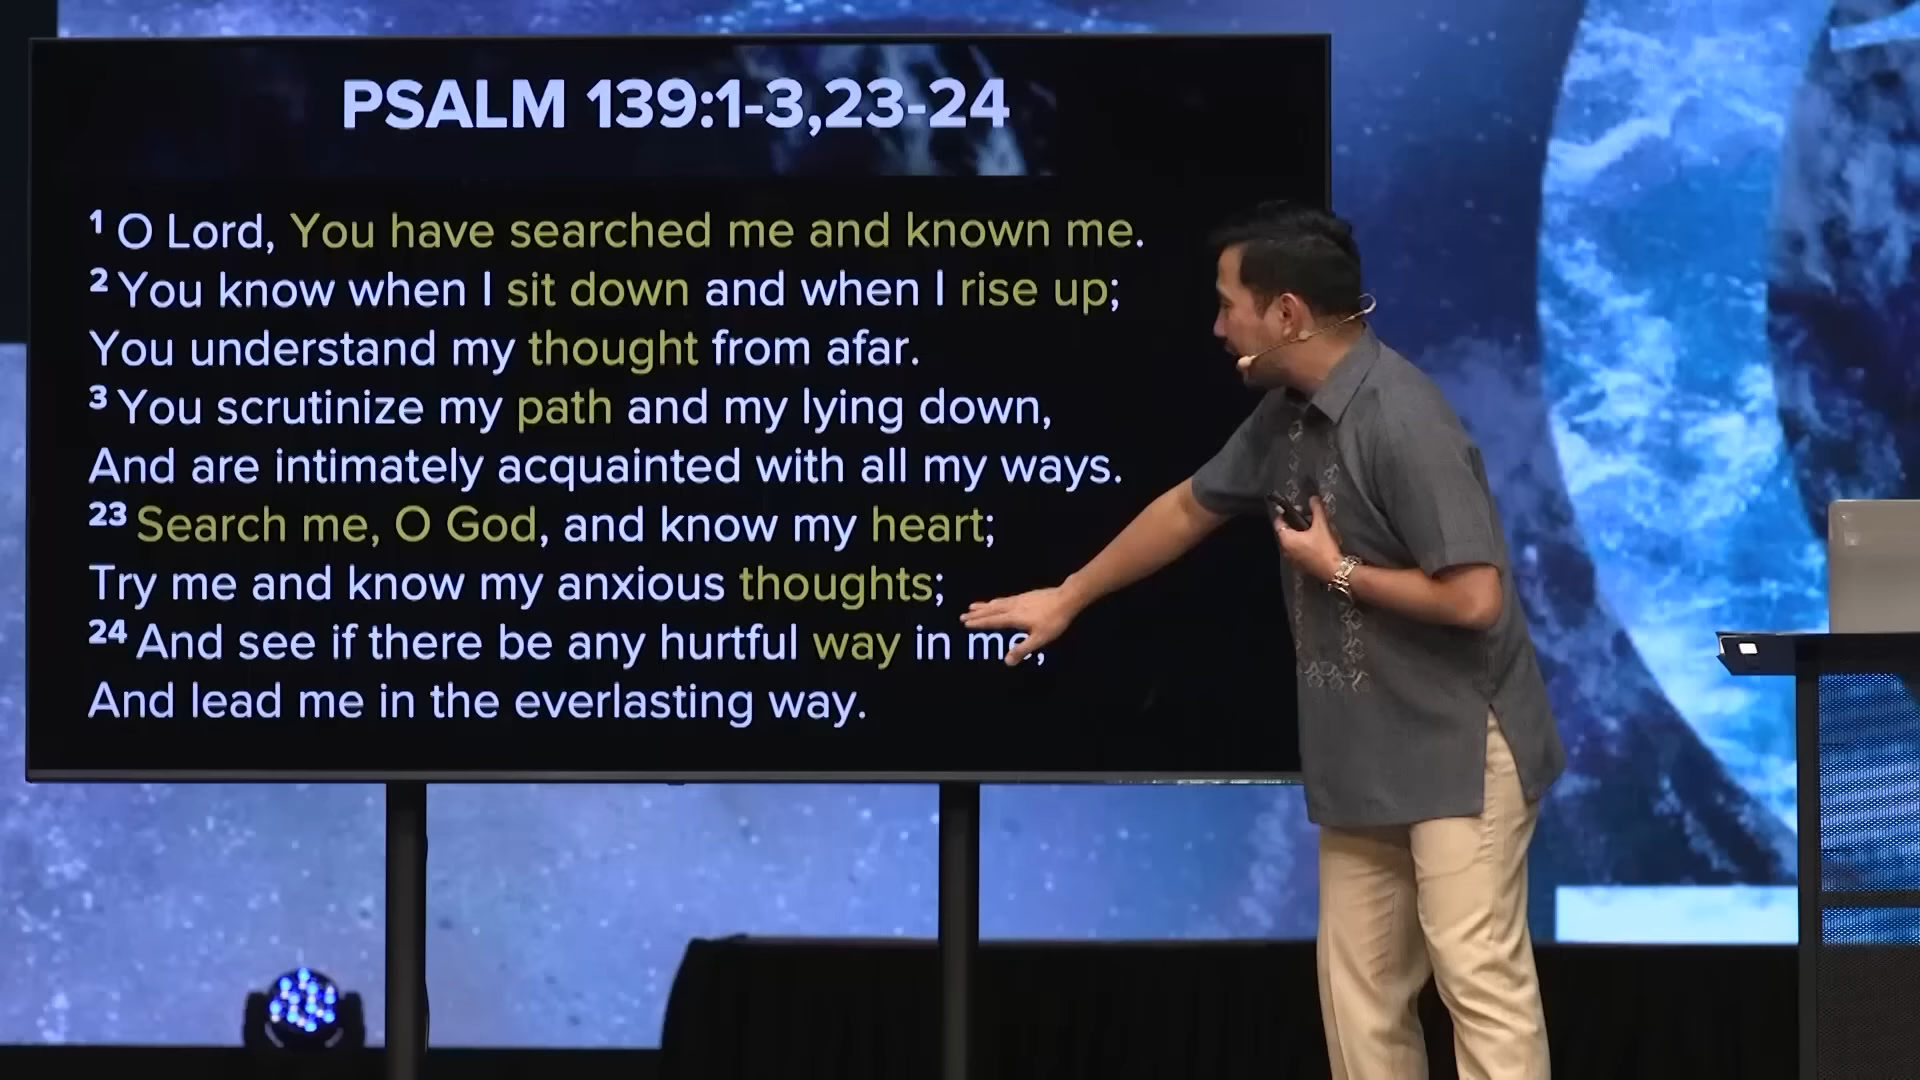 PSALM 139:1-3,23-24
1 O Lord, You have searched me and known me.
2 You know when I sit down and when I rise up;
You understand my thought from afar.
3 You scrutinize my path and my lying down,
And are intimately acquainted with all my ways.
23 Search me, O God, and know my heart;
Try me and know my anxious thoughts;
24 And see if there be any hurtful way in me,
And lead me in the everlasting way.